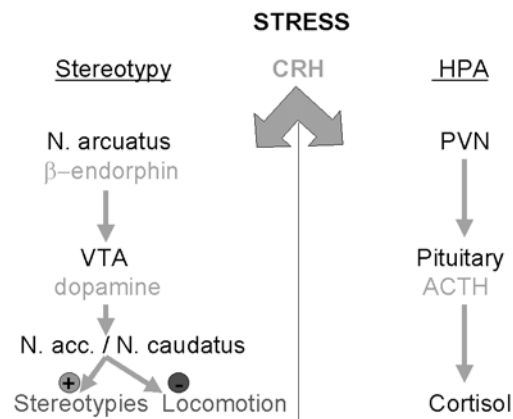 STRESS
Stereotypy CRH HPA
N. arcuatus PVN
β–endorphin
VTA Pituitary
dopamine ACTH
N. acc. / N. caudatus
+ -
Stereotypies Locomotion Cortisol